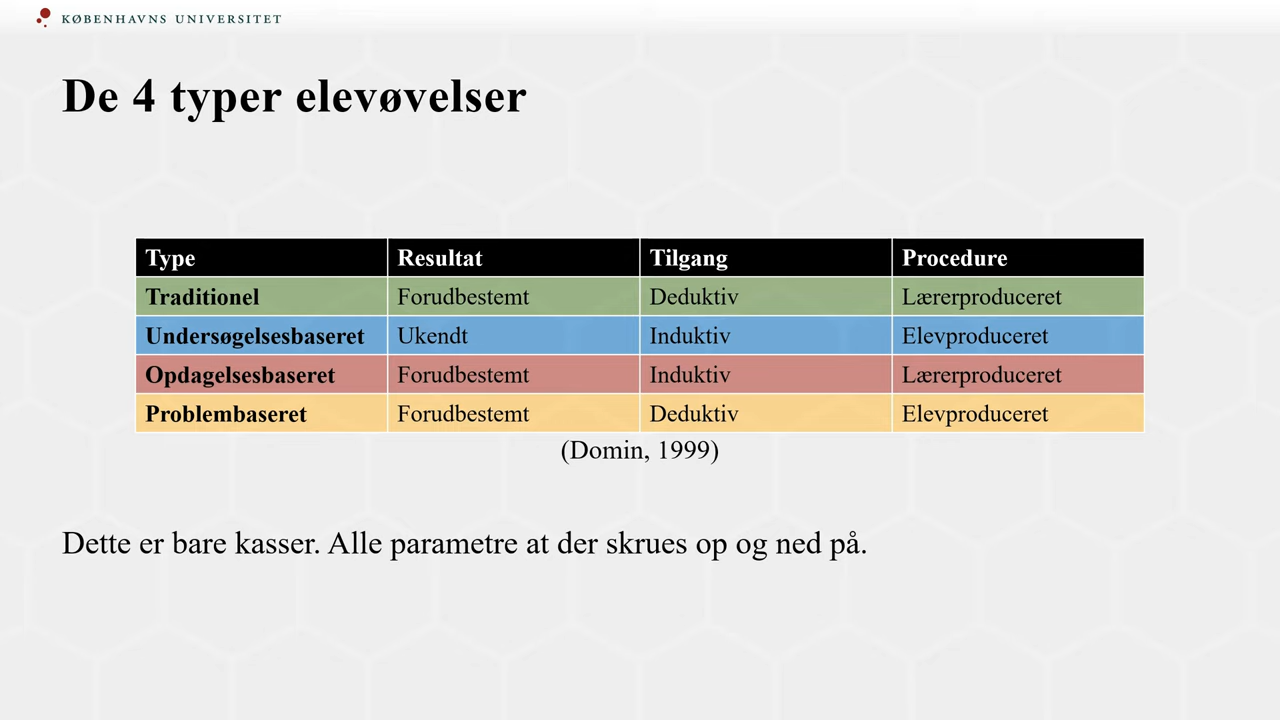 KØBENHAVNS UNIVERSITET
De 4 typer elevøvelser
Type Resultat Tilgang Procedure
Traditionel Forudbestemt Deduktiv Lærerproduceret
Undersøgelsesbaseret Ukendt Induktiv Elevproduceret
Opdagelsesbaseret Forudbestemt Induktiv Lærerproduceret
Problembaseret Forudbestemt Deduktiv Elevproduceret
(Domin, 1999)
Dette er bare kasser. Alle parametre at der skrues op og ned på.